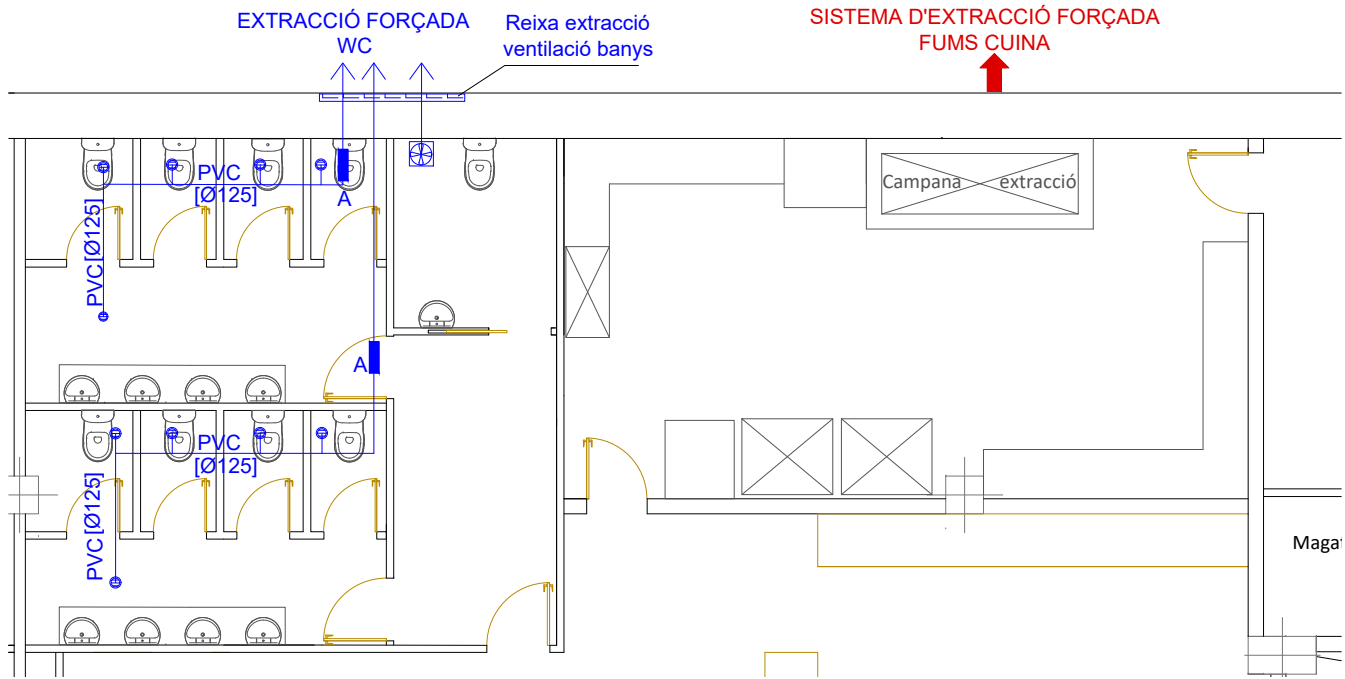 EXTRACCIÓ FORÇADA
WC
Reixa extracció
ventilació banys
SISTEMA D'EXTRACCIÓ FORÇADA
FUMS CUINA
PVC
[Ø125]
A
PVC[Ø125]
Campana extracció
A
PVC
[Ø125]
PVC[Ø125]